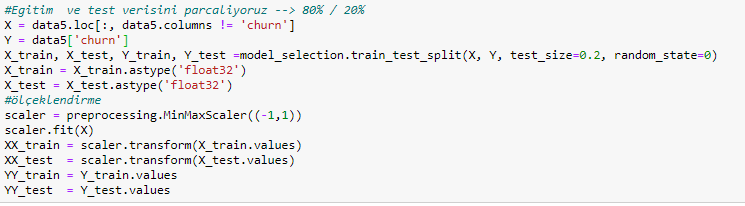 #Egitim  ve test verisini parcaliyoruz --> 80% / 20%
X = data5.loc[:, data5.columns != 'churn']
Y = data5['churn']
X_train, X_test, Y_train, Y_test =model_selection.train_test_split(X, Y, test_size=0.2, random_state=0)
X_train = X_train.astype('float32')
X_test = X_test.astype('float32')
#ölçeklendirme
scaler = preprocessing.MinMaxScaler((-1,1))
scaler.fit(X)
XX_train = scaler.transform(X_train.values)
XX_test  = scaler.transform(X_test.values)
YY_train = Y_train.values
YY_test  = Y_test.values